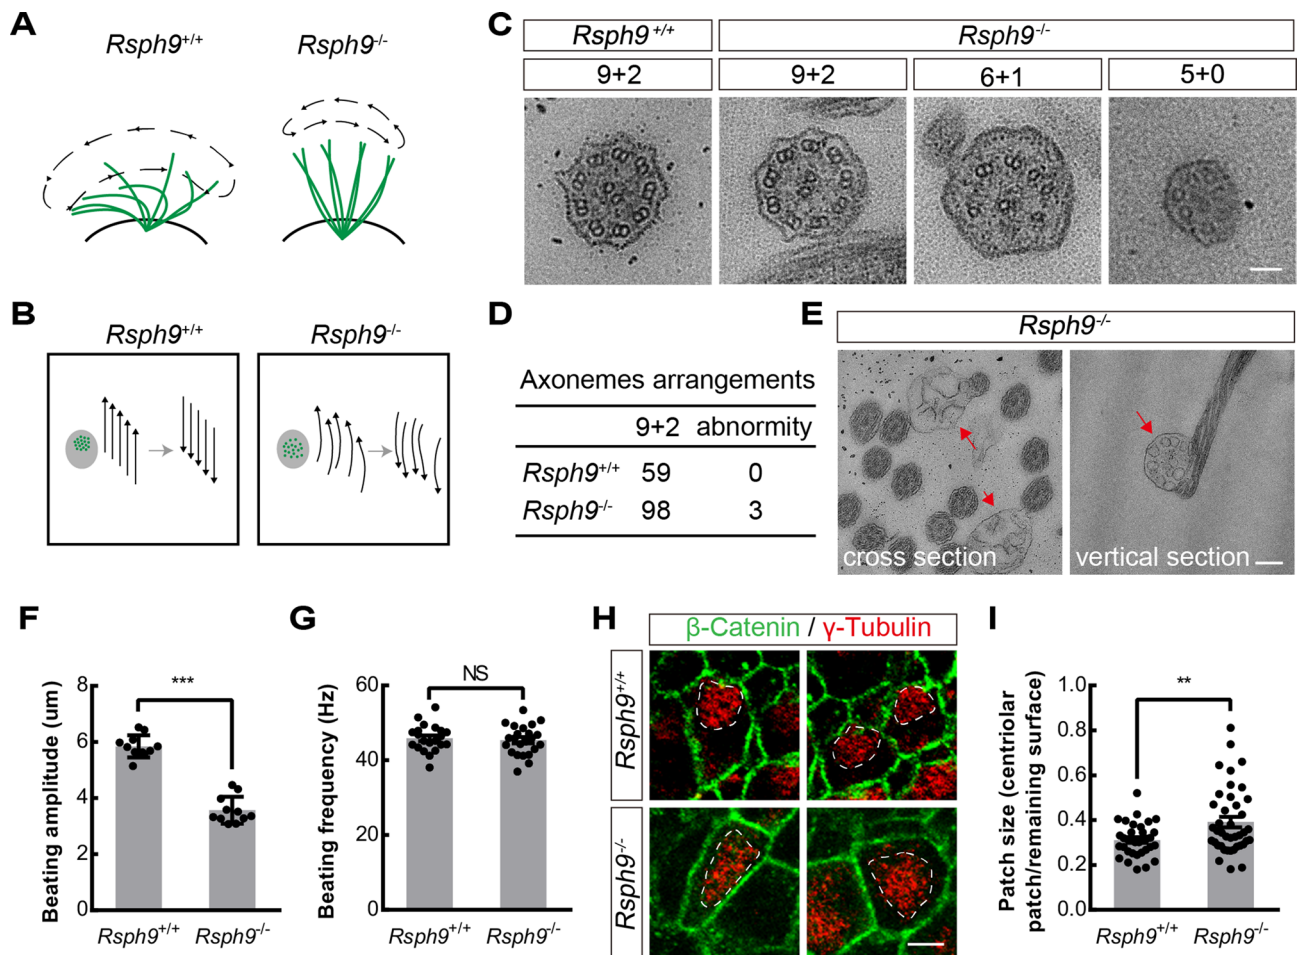 A
Rsph9+/+
Rsph9-/-
B
Rsph9+/+
Rsph9-/-
C
Rsph9+/+
Rsph9-/-
9+2
9+2
6+1
5+0
D
Axonemes arrangements
9+2 abnormity
Rsph9+/+ 59 0
Rsph9-/- 98 3
E
Rsph9-/-
cross section
vertical section
F
Beating amplitude (um)
8
6
4
2
0
***
Rsph9+/+
Rsph9-/-
G
Beating frequency (Hz)
60
40
20
0
NS
Rsph9+/+
Rsph9-/-
H
β-Catenin / γ-Tubulin
Rsph9+/+
Rsph9-/-
I
Patch size (centriolar
patch/remaining surface)
1.0
0.8
0.6
0.4
0.2
0.0
**
Rsph9+/+
Rsph9-/-